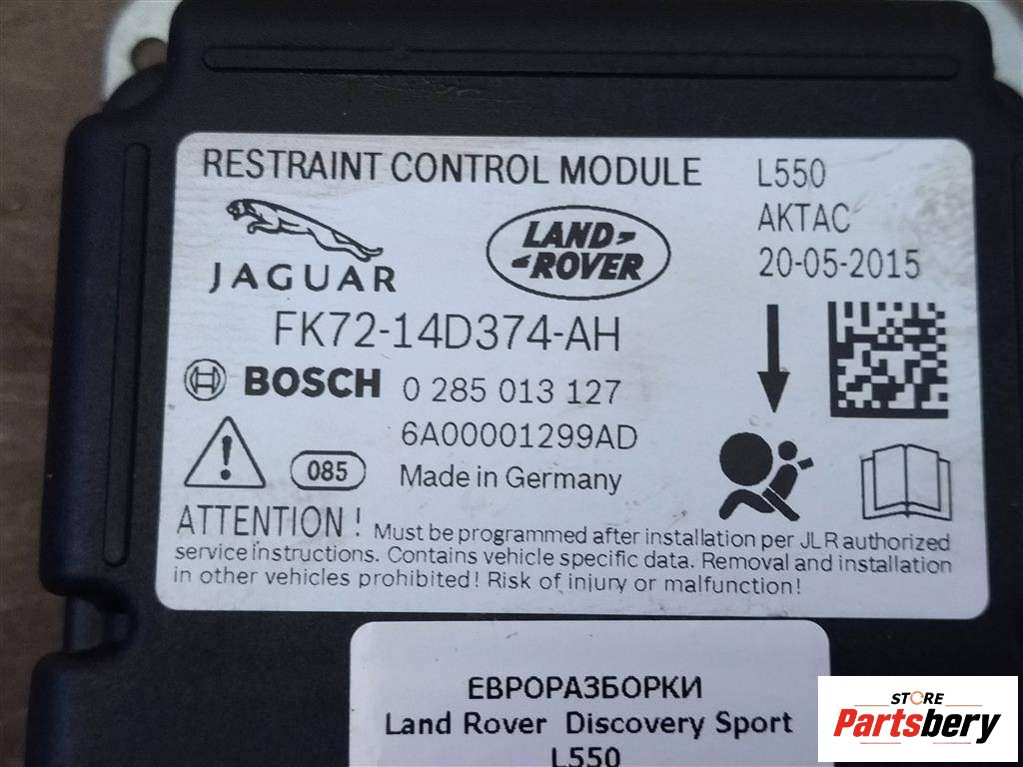 RESTRAINT CONTROL MODULE
L550
AKTAC
20-05-2015
JAGUAR
LAND ROVER
FK72-14D374-AH
BOSCH 0 285 013 127
6A00001299AD
085
Made in Germany
ATTENTION! Must be programmed after installation per JLR authorized
service instructions. Contains vehicle specific data. Removal and installation
in other vehicles prohibited! Risk of injury or malfunction!
ЕВРОРАЗБОРКИ
Land Rover Discovery Sport
L550
STORE
Partsbery